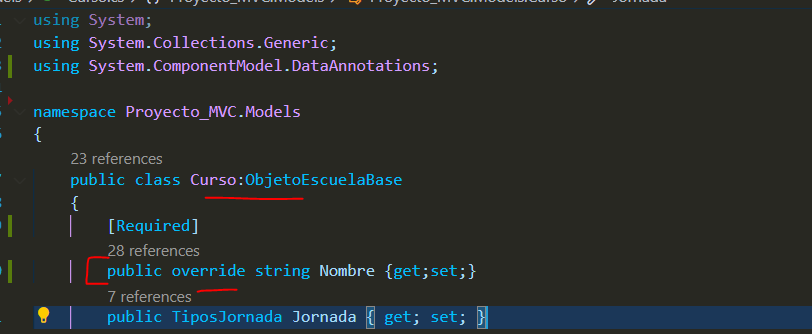 using System;
using System.Collections.Generic;
using System.ComponentModel.DataAnnotations;
namespace Proyecto_MVC.Models
{
23 references
public class Curso:ObjetoEscuelaBase
{
[Required]
28 references
public override string Nombre {get;set;}
7 references
public TiposJornada Jornada { get; set; }